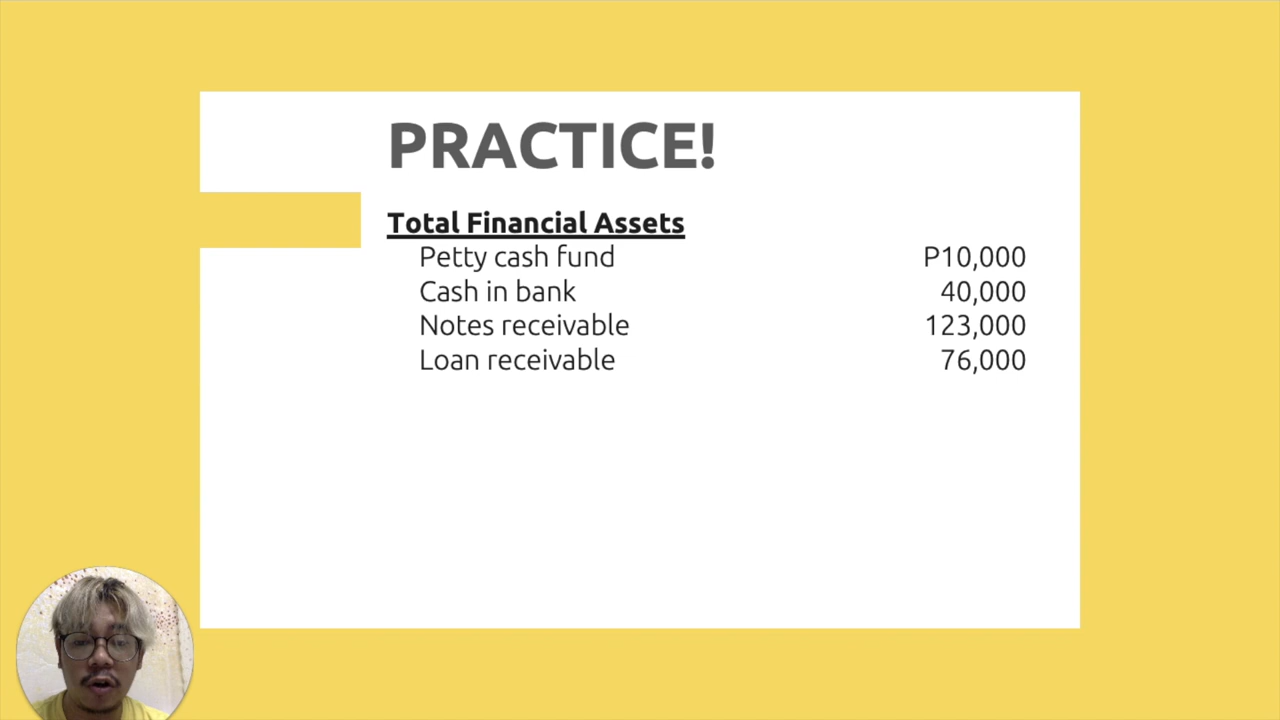 PRACTICE!
Total Financial Assets
Petty cash fund P10,000
Cash in bank 40,000
Notes receivable 123,000
Loan receivable 76,000